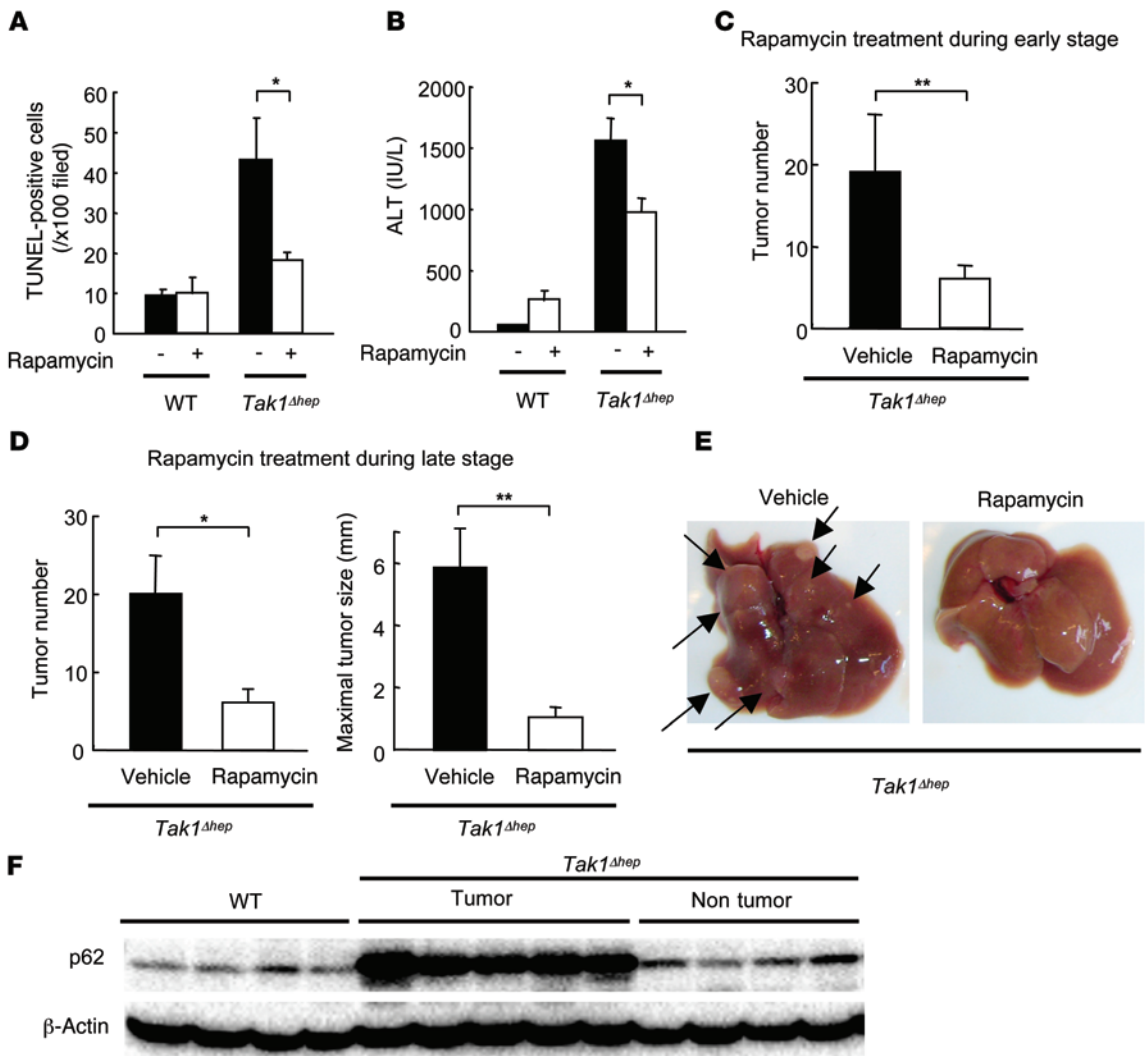 A
TUNEL-positive cells
(/x100 filed)
60
50
40
30
20
10
0
*
Rapamycin - + - +
WT Tak1Δhep
B
ALT (IU/L)
2000
1500
1000
500
0
*
Rapamycin - + - +
WT Tak1Δhep
C
Rapamycin treatment during early stage
Tumor number
30
20
10
0
**
Vehicle Rapamycin
Tak1Δhep
D
Rapamycin treatment during late stage
Tumor number
30
20
10
0
*
Vehicle Rapamycin
Tak1Δhep
Maximal tumor size (mm)
6
4
2
0
**
Vehicle Rapamycin
Tak1Δhep
E
Vehicle Rapamycin
Tak1Δhep
F
Tak1Δhep
WT Tumor Non tumor
p62
β-Actin